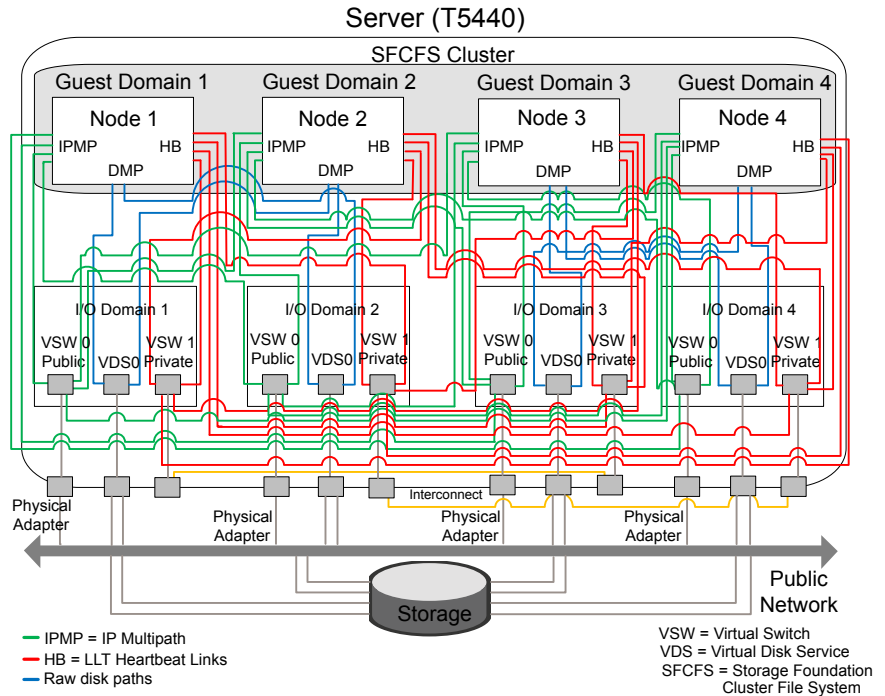 Server (T5440)
SFCFS Cluster
Guest Domain 1
Guest Domain 2
Guest Domain 3
Guest Domain 4
Node 1
Node 2
Node 3
Node 4
IPMP
HB
IPMP
HB
IPMP
HB
IPMP
HB
DMP
DMP
DMP
DMP
I/O Domain 1
I/O Domain 2
I/O Domain 3
I/O Domain 4
VSW 0
Public
VDS0
VSW 1
Private
VSW 0
Public
VDS0
VSW 1
Private
VSW 0
Public
VDS0
VSW 1
Private
VSW 0
Public
VDS0
VSW 1
Private
Interconnect
Physical
Adapter
Physical
Adapter
Physical
Adapter
Physical
Adapter
Public
Network
Storage
IPMP = IP Multipath
HB = LLT Heartbeat Links
Raw disk paths
VSW = Virtual Switch
VDS = Virtual Disk Service
SFCFS = Storage Foundation
Cluster File System